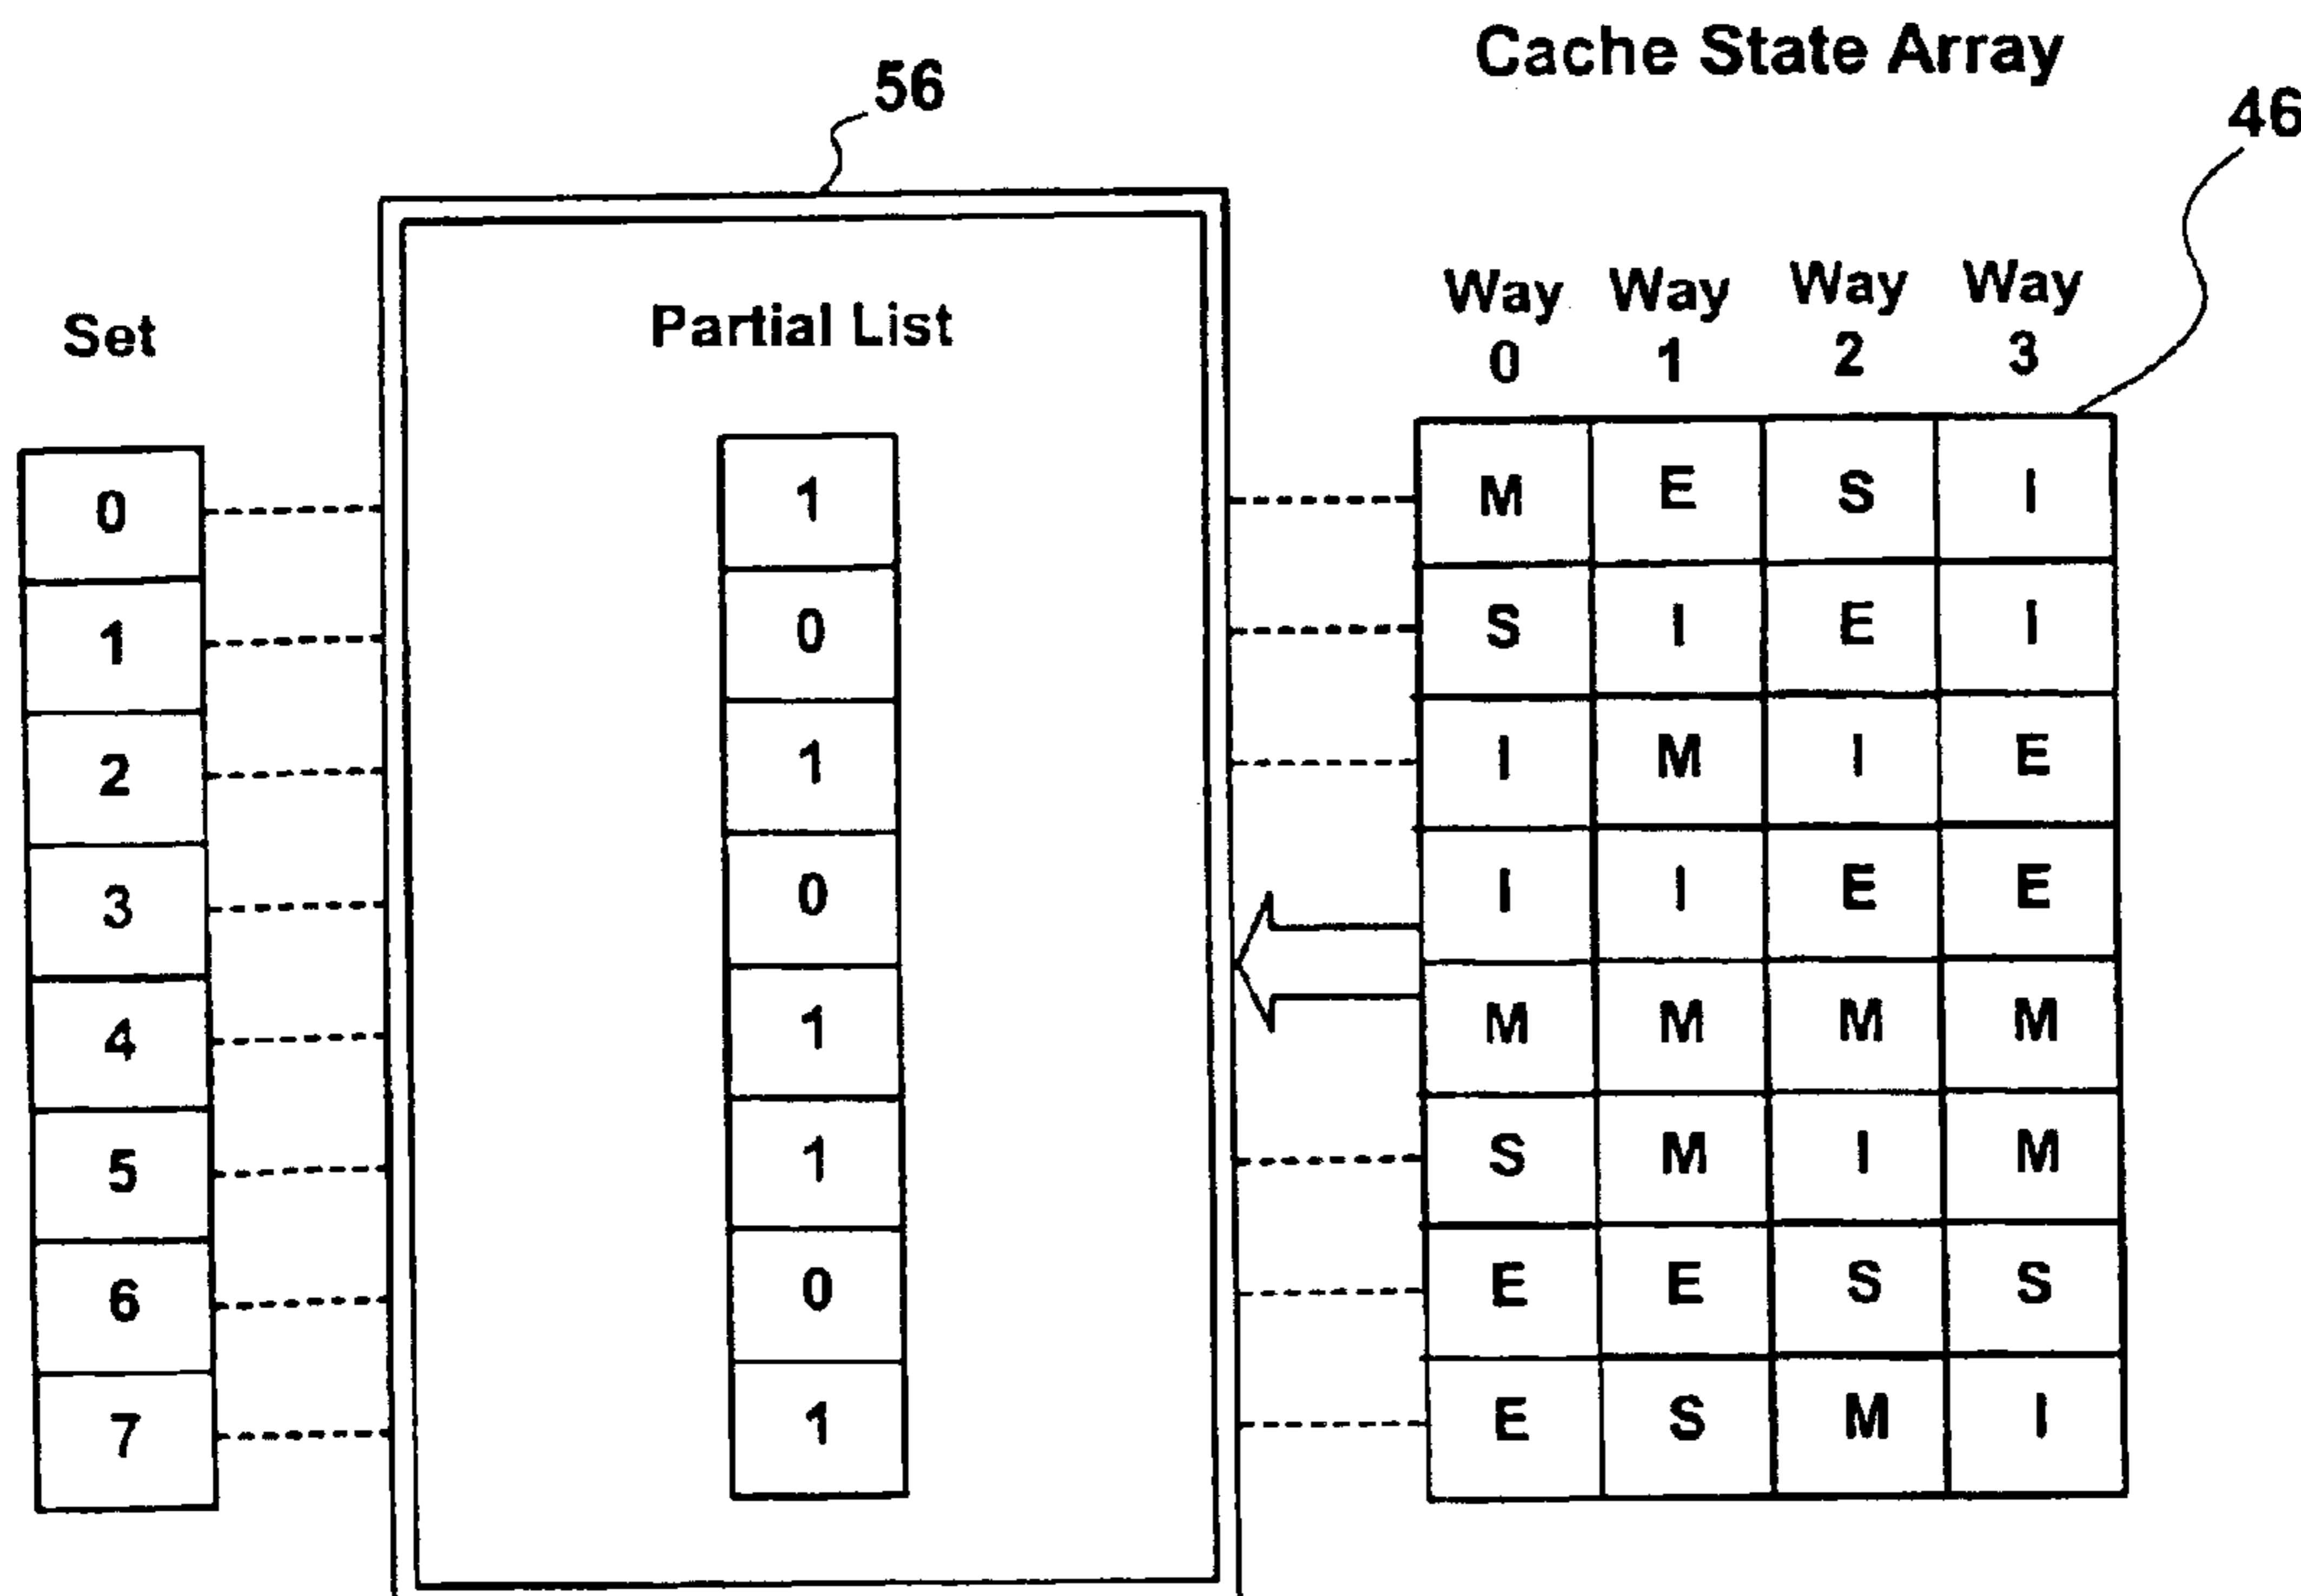 Cache State Array
56
46
Set
Partial List
Way Way Way Way
0 1 2 3
0 1 M E S I
1 0 S I E I
2 1 I M I E
3 0 I I E E
4 1 M M M M
5 1 S M I M
6 0 E E S S
7 1 E S M I